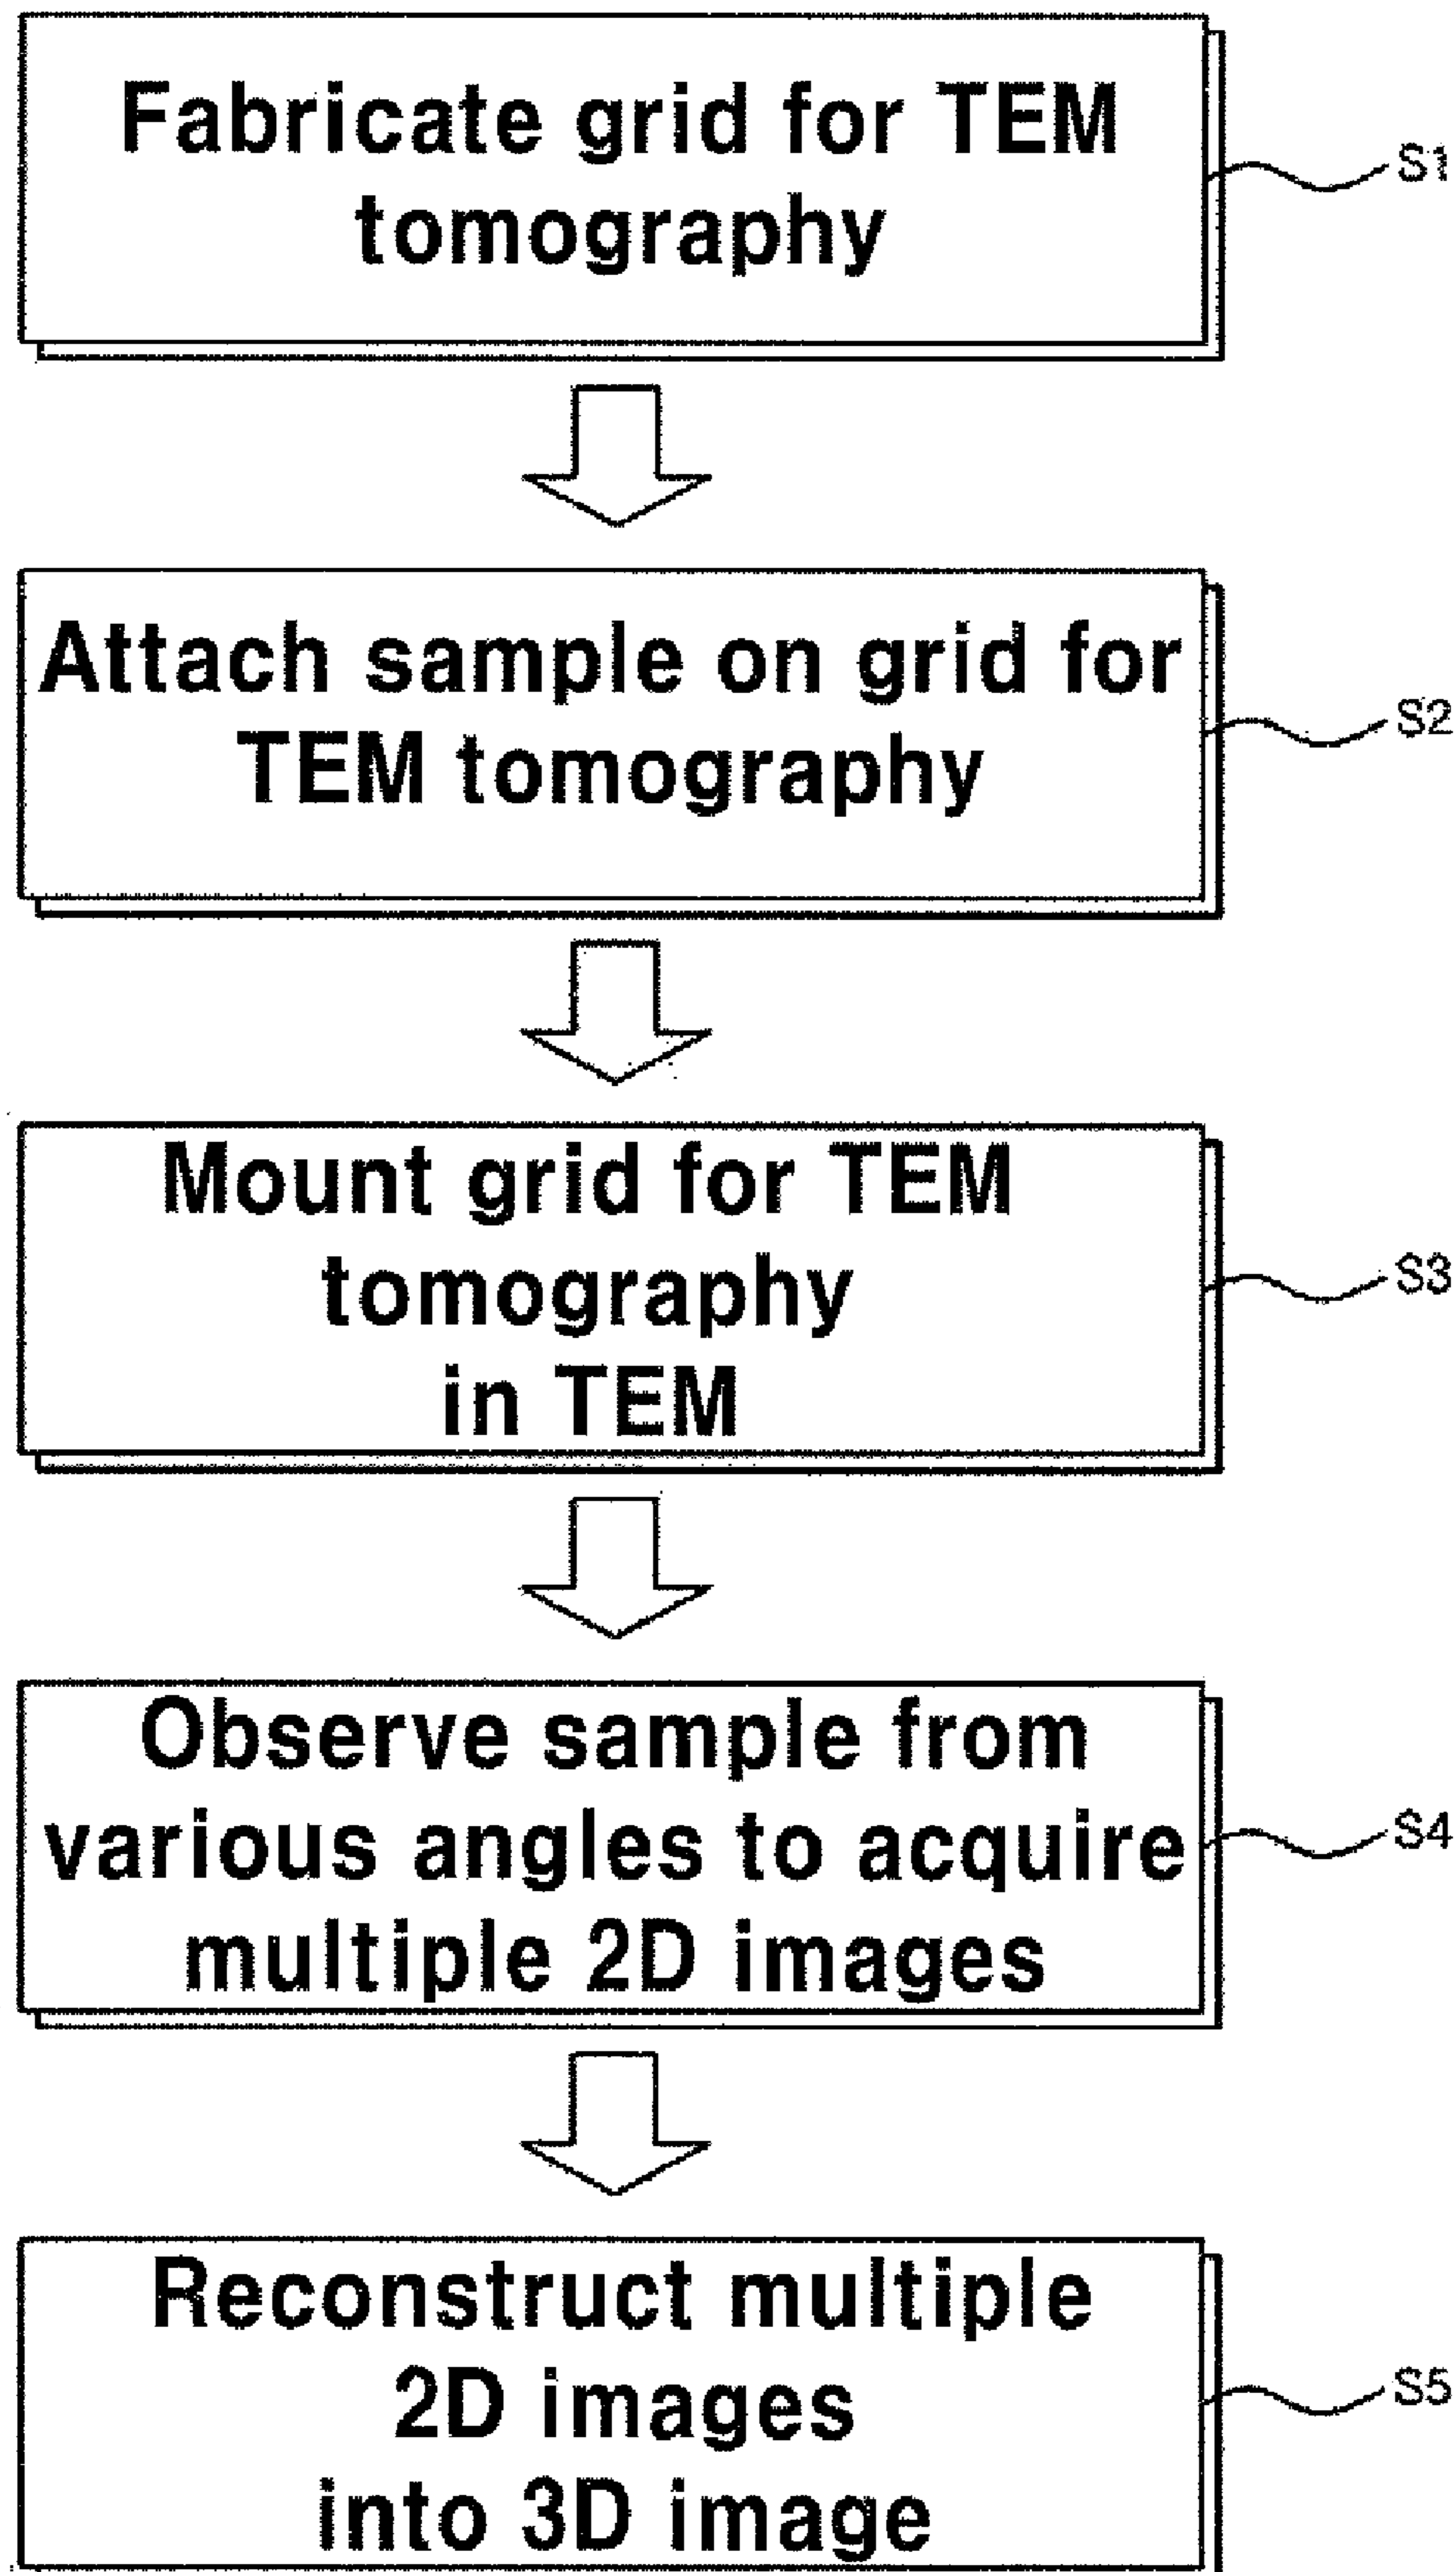 Fabricate grid for TEM
tomography
S1
Attach sample on grid for
TEM tomography
S2
Mount grid for TEM
tomography
in TEM
S3
Observe sample from
various angles to acquire
multiple 2D images
S4
Reconstruct multiple
2D images
into 3D image
S5